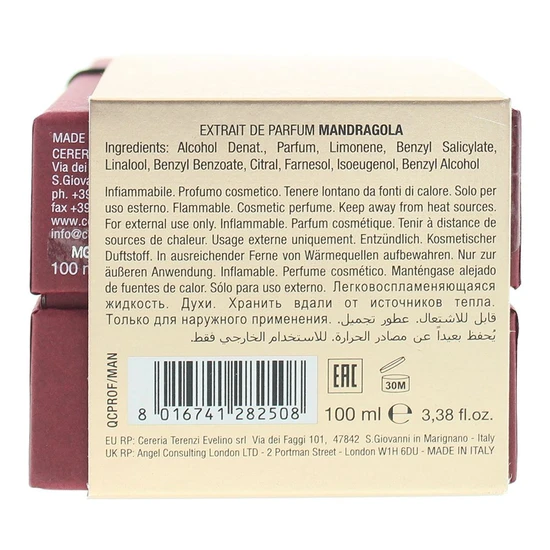 MADE
CERER
Via dei
S.Giova
ph. +39
fax +39
www.ce
info@c
MG
100 m
EXTRAIT DE PARFUM MANDRAGOLA
Ingredients: Alcohol Denat., Parfum, Limonene, Benzyl Salicylate,
Linalool, Benzyl Benzoate, Citral, Farnesol, Isoeugenol, Benzyl Alcohol
Infiammabile. Profumo cosmetico. Tenere lontano da fonti di calore. Solo per
uso esterno. Flammable. Cosmetic perfume. Keep away from heat sources.
For external use only. Inflammable. Parfum cosmétique. Tenir à distance de
sources de chaleur. Usage externe uniquement. Entzündlich. Kosmetischer
Duftstoff. In ausreichender Ferne von Wärmequellen aufbewahren. Nur zur
äußeren Anwendung. Inflamable. Perfume cosmético. Manténgase alejado
de fuentes de calor. Sólo para uso externo. Легковоспламеняющаяся
жидкость. Духи. Хранить вдали от источников тепла.
Только для наружного применения. قابل للاشتعال. عطور تجميل.
يُحفظ بعيداً عن مصادر الحرارة. للاستخدام الخارجي فقط.
QCPROF/MAN
8 016741 282508
EAC
30M
100 ml e 3,38 fl.oz.
EU RP: Cereria Terenzi Evelino srl Via dei Faggi 101, 47842 S.Giovanni in Marignano - Italy
UK RP: Angel Consulting London LTD - 2 Portman Street London W1H 6DU - MADE IN ITALY